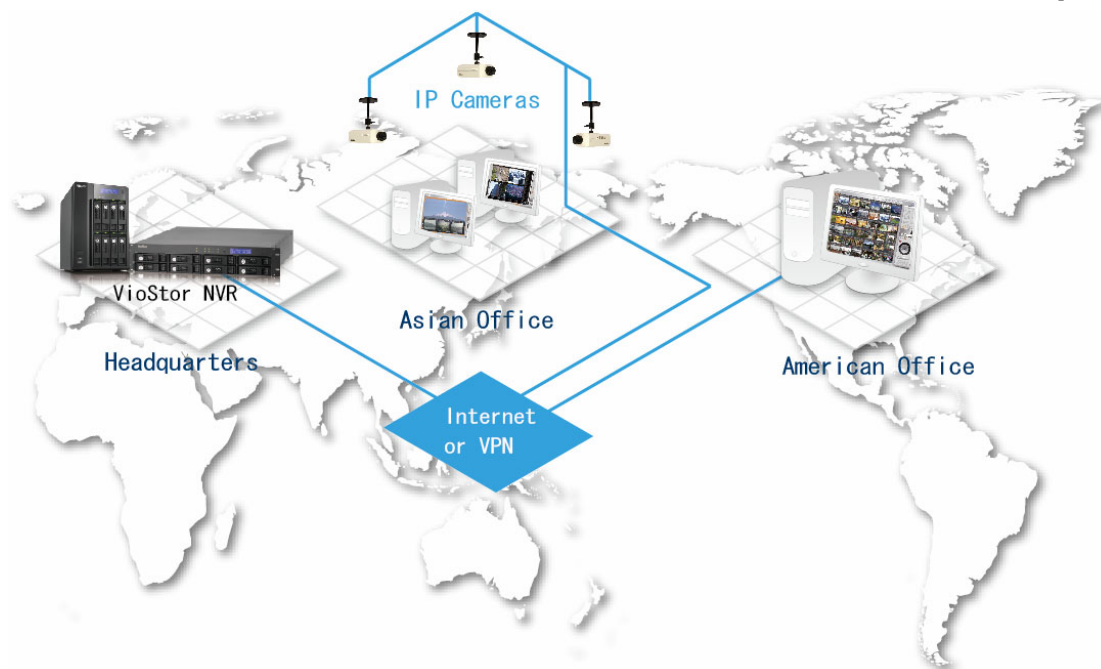 IP Cameras
VioStor NVR
Asian Office
Headquarters
American Office
Internet
or VPN